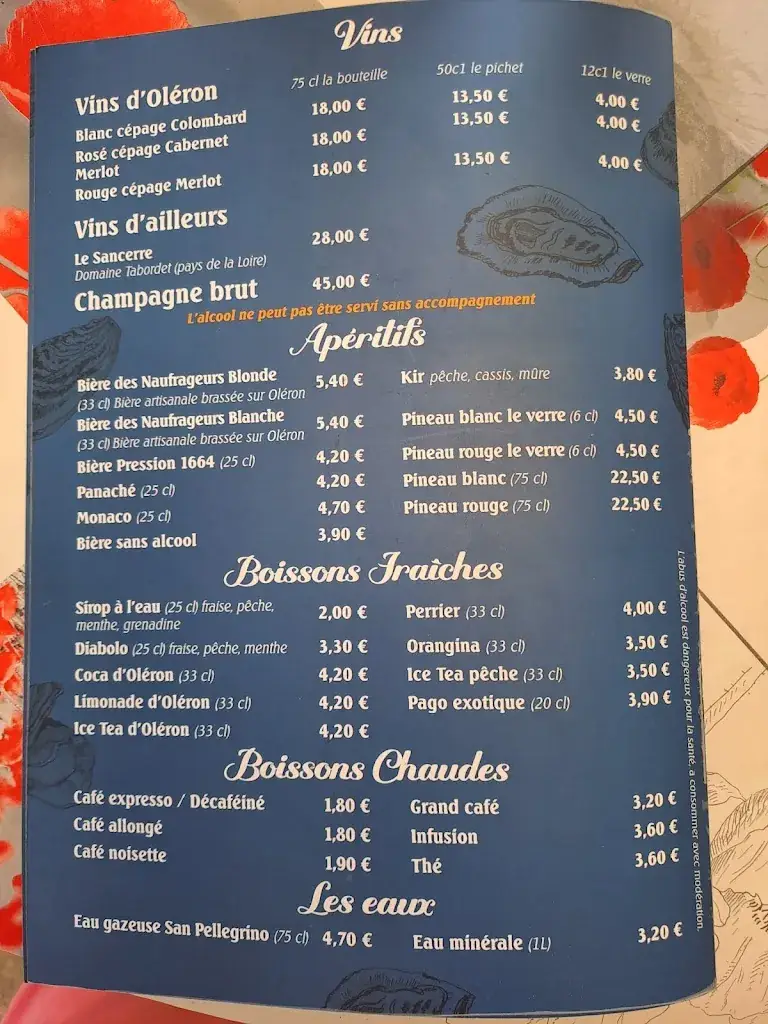 Vins
75 cl la bouteille 50c1 le pichet 12c1 le verre
Vins d'Oléron
Blanc cépage Colombard 18,00 € 13,50 € 4,00 €
Rosé cépage Cabernet 18,00 € 13,50 € 4,00 €
Merlot
Rouge cépage Merlot 18,00 € 13,50 € 4,00 €
Vins d'ailleurs
Le Sancerre 28,00 €
Domaine Tabordet (pays de la Loire)
Champagne brut 45,00 €
L'alcool ne peut pas être servi sans accompagnement
Apéritifs
Bière des Naufrageurs Blonde 5,40 €
(33 cl) Bière artisanale brassée sur Oléron
Bière des Naufrageurs Blanche 5,40 €
(33 cl) Bière artisanale brassée sur Oléron
Bière Pression 1664 (25 cl) 4,20 €
Panaché (25 cl) 4,20 €
Monaco (25 cl) 4,70 €
Bière sans alcool 3,90 €
Kir pêche, cassis, mûre 3,80 €
Pineau blanc le verre (6 cl) 4,50 €
Pineau rouge le verre (6 cl) 4,50 €
Pineau blanc (75 cl) 22,50 €
Pineau rouge (75 cl) 22,50 €
Boissons Fraîches
Sirop à l'eau (25 cl) fraise, pêche, 2,00 €
menthe, grenadine
Diabolo (25 cl) fraise, pêche, menthe 3,30 €
Coca d'Oléron (33 cl) 4,20 €
Limonade d'Oléron (33 cl) 4,20 €
Ice Tea d'Oléron (33 cl) 4,20 €
Perrier (33 cl) 4,00 €
Orangina (33 cl) 3,50 €
Ice Tea pêche (33 cl) 3,50 €
Pago exotique (20 cl) 3,90 €
Boissons Chaudes
Café expresso / Décaféiné 1,80 €
Café allongé 1,80 €
Café noisette 1,90 €
Grand café 3,20 €
Infusion 3,60 €
Thé 3,60 €
Les eaux
Eau gazeuse San Pellegrino (75 cl) 4,70 €
Eau minérale (1L) 3,20 €
L'abus d'alcool est dangereux pour la santé, a consommer avec modération.